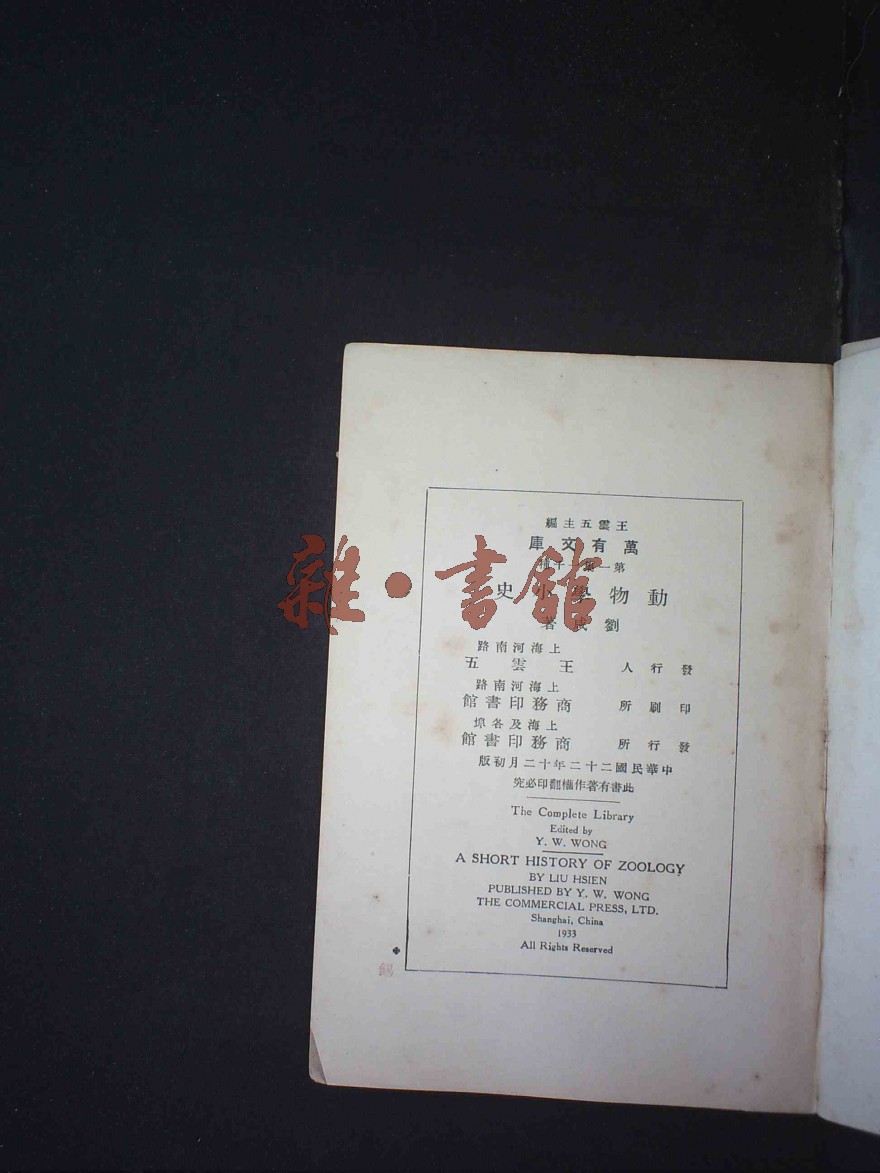 王雲五主編
萬有文庫
第一集一千種
動物學小史
劉咸著
上海河南路
發行人 王雲五
上海河南路
印刷所 商務印書館
上海及各埠
發行所 商務印書館
中華民國二十二年十二月初版
此書有著作權翻印必究
The Complete Library
Edited by
Y. W. WONG
A SHORT HISTORY OF ZOOLOGY
BY LIU HSIEN
PUBLISHED BY Y. W. WONG
THE COMMERCIAL PRESS, LTD.
Shanghai, China
1933
All Rights Reserved
雜·書館